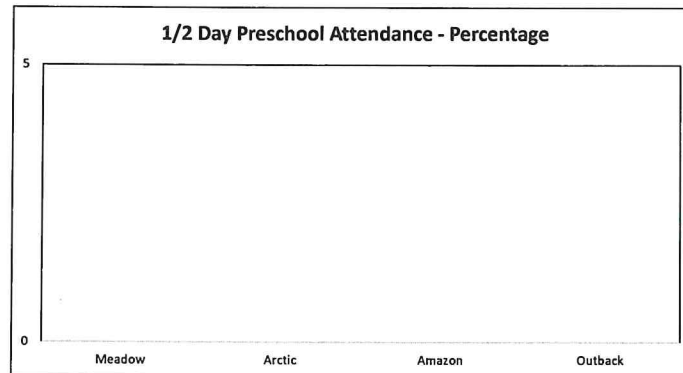 1/2 Day Preschool Attendance - Percentage
5
0
Meadow Arctic Amazon Outback